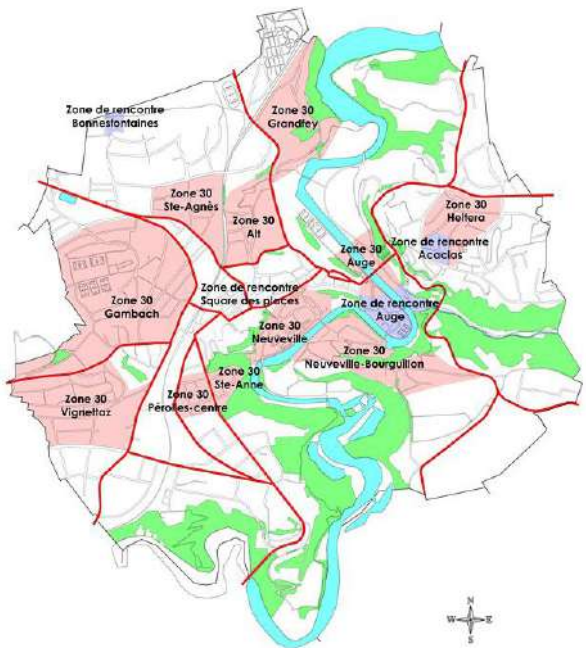 Zone de rencontre
Bonnesfontaines
Zone 30
Grandfey
Zone 30
Ste-Agnès
Zone 30
Alt
Zone 30
Heitera
Zone 30
Auge
Zone de rencontre
Acacias
Zone 30
Gambach
Zone de rencontre
Square des places
Zone de rencontre
Auge
Zone 30
Neuveville
Zone 30
Neuveville-Bourguillon
Zone 30
Ste-Anne
Zone 30
Vignettaz
Zone 30
Pérolles-centre
N
W
E
S